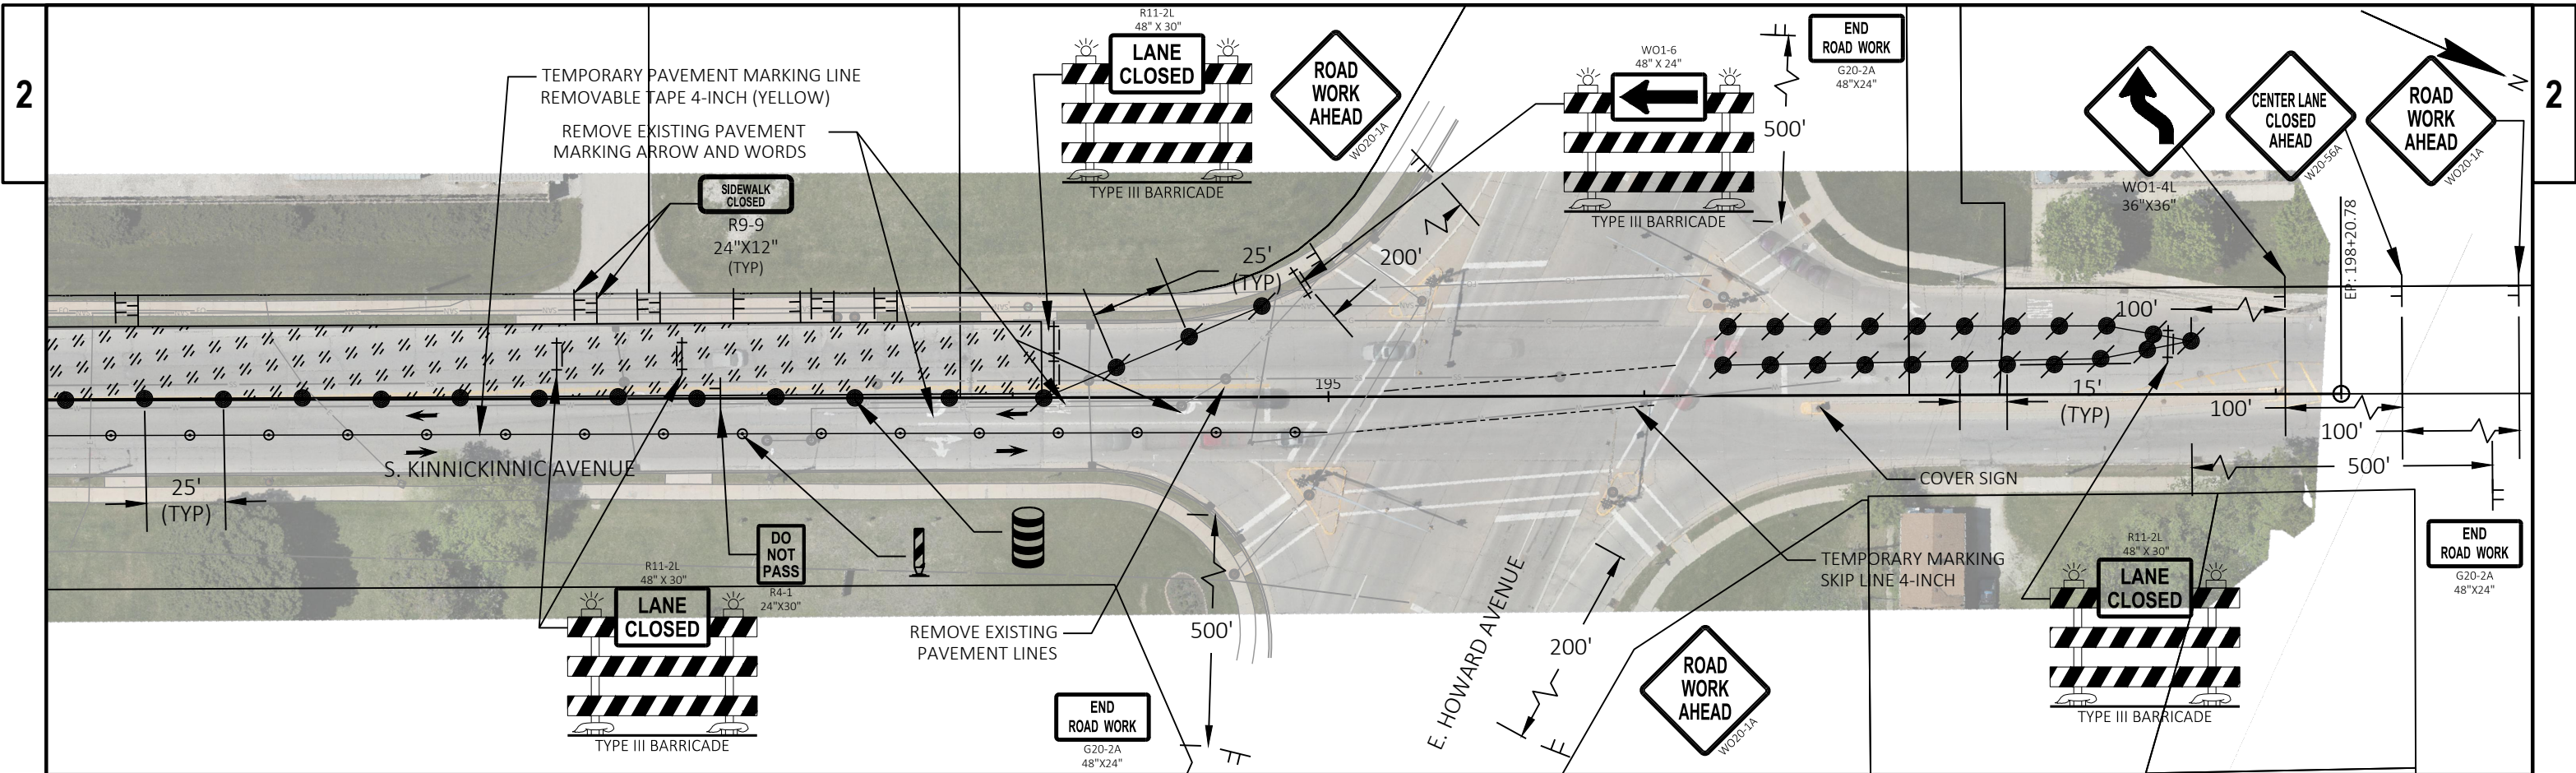 2
TEMPORARY PAVEMENT MARKING LINE
REMOVABLE TAPE 4-INCH (YELLOW)
REMOVE EXISTING PAVEMENT
MARKING ARROW AND WORDS
SIDEWALK
CLOSED
R9-9
24"X12"
(TYP)
R11-2L
48" X 30"
LANE
CLOSED
TYPE III BARRICADE
ROAD
WORK
AHEAD
WO20-1A
WO1-6
48" X 24"
TYPE III BARRICADE
500'
END
ROAD WORK
G20-2A
48"X24"
WO1-4L
36"X36"
CENTER LANE
CLOSED
AHEAD
W20-56A
ROAD
WORK
AHEAD
WO20-1A
N
2
EP: 198+20.78
25'
(TYP)
200'
100'
195
15'
(TYP)
100'
100'
500'
S. KINNICKINNIC AVENUE
25'
(TYP)
COVER SIGN
DO
NOT
PASS
R4-1
24"X30"
R11-2L
48" X 30"
LANE
CLOSED
TYPE III BARRICADE
REMOVE EXISTING
PAVEMENT LINES
500'
END
ROAD WORK
G20-2A
48"X24"
E. HOWARD AVENUE
200'
TEMPORARY MARKING
SKIP LINE 4-INCH
ROAD
WORK
AHEAD
WO20-1A
R11-2L
48" X 30"
LANE
CLOSED
TYPE III BARRICADE
END
ROAD WORK
G20-2A
48"X24"